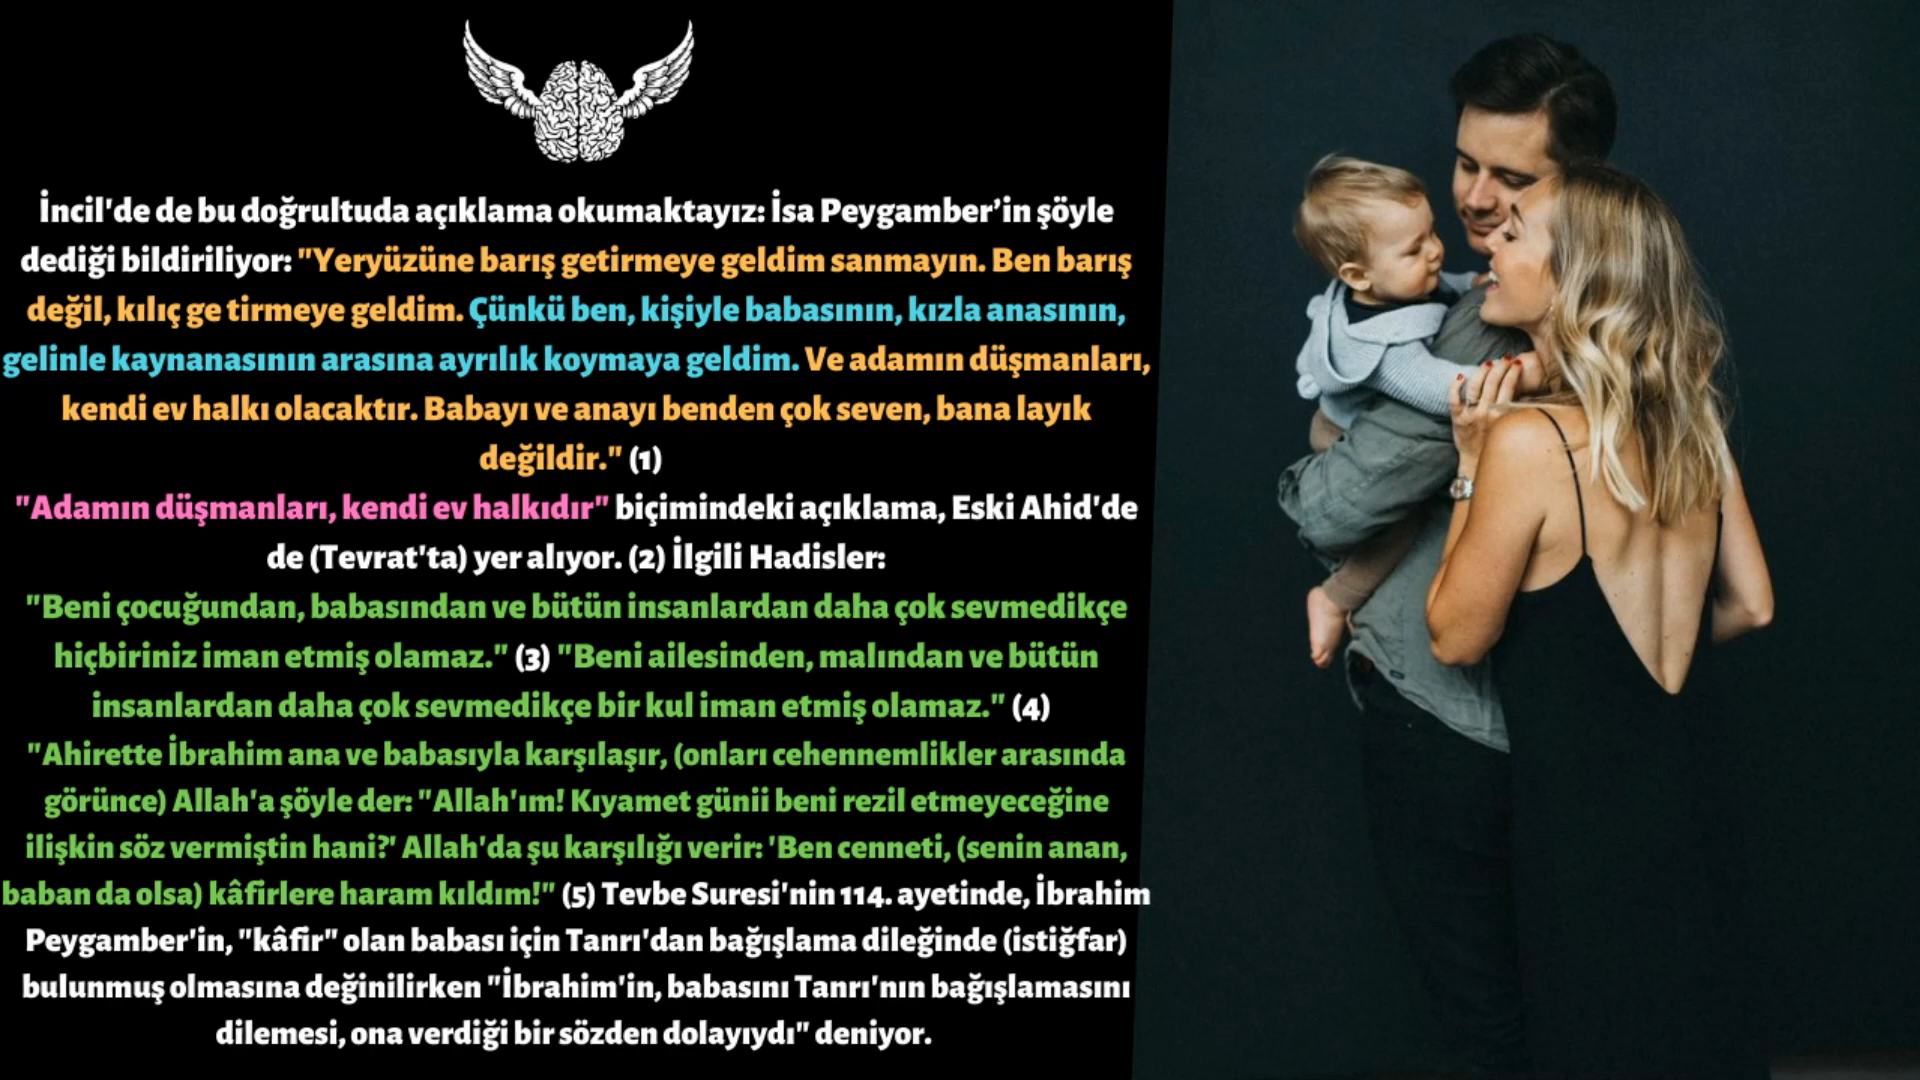 İncil'de de bu doğrultuda açıklama okumaktayız: İsa Peygamber’in şöyle
dediği bildiriliyor: "Yeryüzüne barış getirmeye geldim sanmayın. Ben barış
değil, kılıç ge tirmeye geldim. Çünkü ben, kişiyle babasının, kızla anasının,
gelinle kaynanasının arasına ayrılık koymaya geldim. Ve adamın düşmanları,
kendi ev halkı olacaktır. Babayı ve anayı benden çok seven, bana layık
değildir." (1)
"Adamın düşmanları, kendi ev halkıdır" biçimindeki açıklama, Eski Ahid'de
de (Tevrat'ta) yer alıyor. (2) İlgili Hadisler:
"Beni çocuğundan, babasından ve bütün insanlardan daha çok sevmedikçe
hiçbiriniz iman etmiş olamaz." (3) "Beni ailesinden, malından ve bütün
insanlardan daha çok sevmedikçe bir kul iman etmiş olamaz." (4)
"Ahirette İbrahim ana ve babasıyla karşılaşır, (onları cehennemlikler arasında
görünce) Allah'a şöyle der: "Allah'ım! Kıyamet günii beni rezil etmeyeceğine
ilişkin söz vermiştin hani?' Allah'da şu karşılığı verir: 'Ben cenneti, (senin anan,
baban da olsa) kâfirlere haram kıldım!" (5) Tevbe Suresi'nin 114. ayetinde, İbrahim
Peygamber'in, "kâfir" olan babası için Tanrı'dan bağışlama dileğinde (istiğfar)
bulunmuş olmasına değinilirken "İbrahim'in, babasını Tanrı'nın bağışlamasını
dilemesi, ona verdiği bir sözden dolayıydı" deniyor.